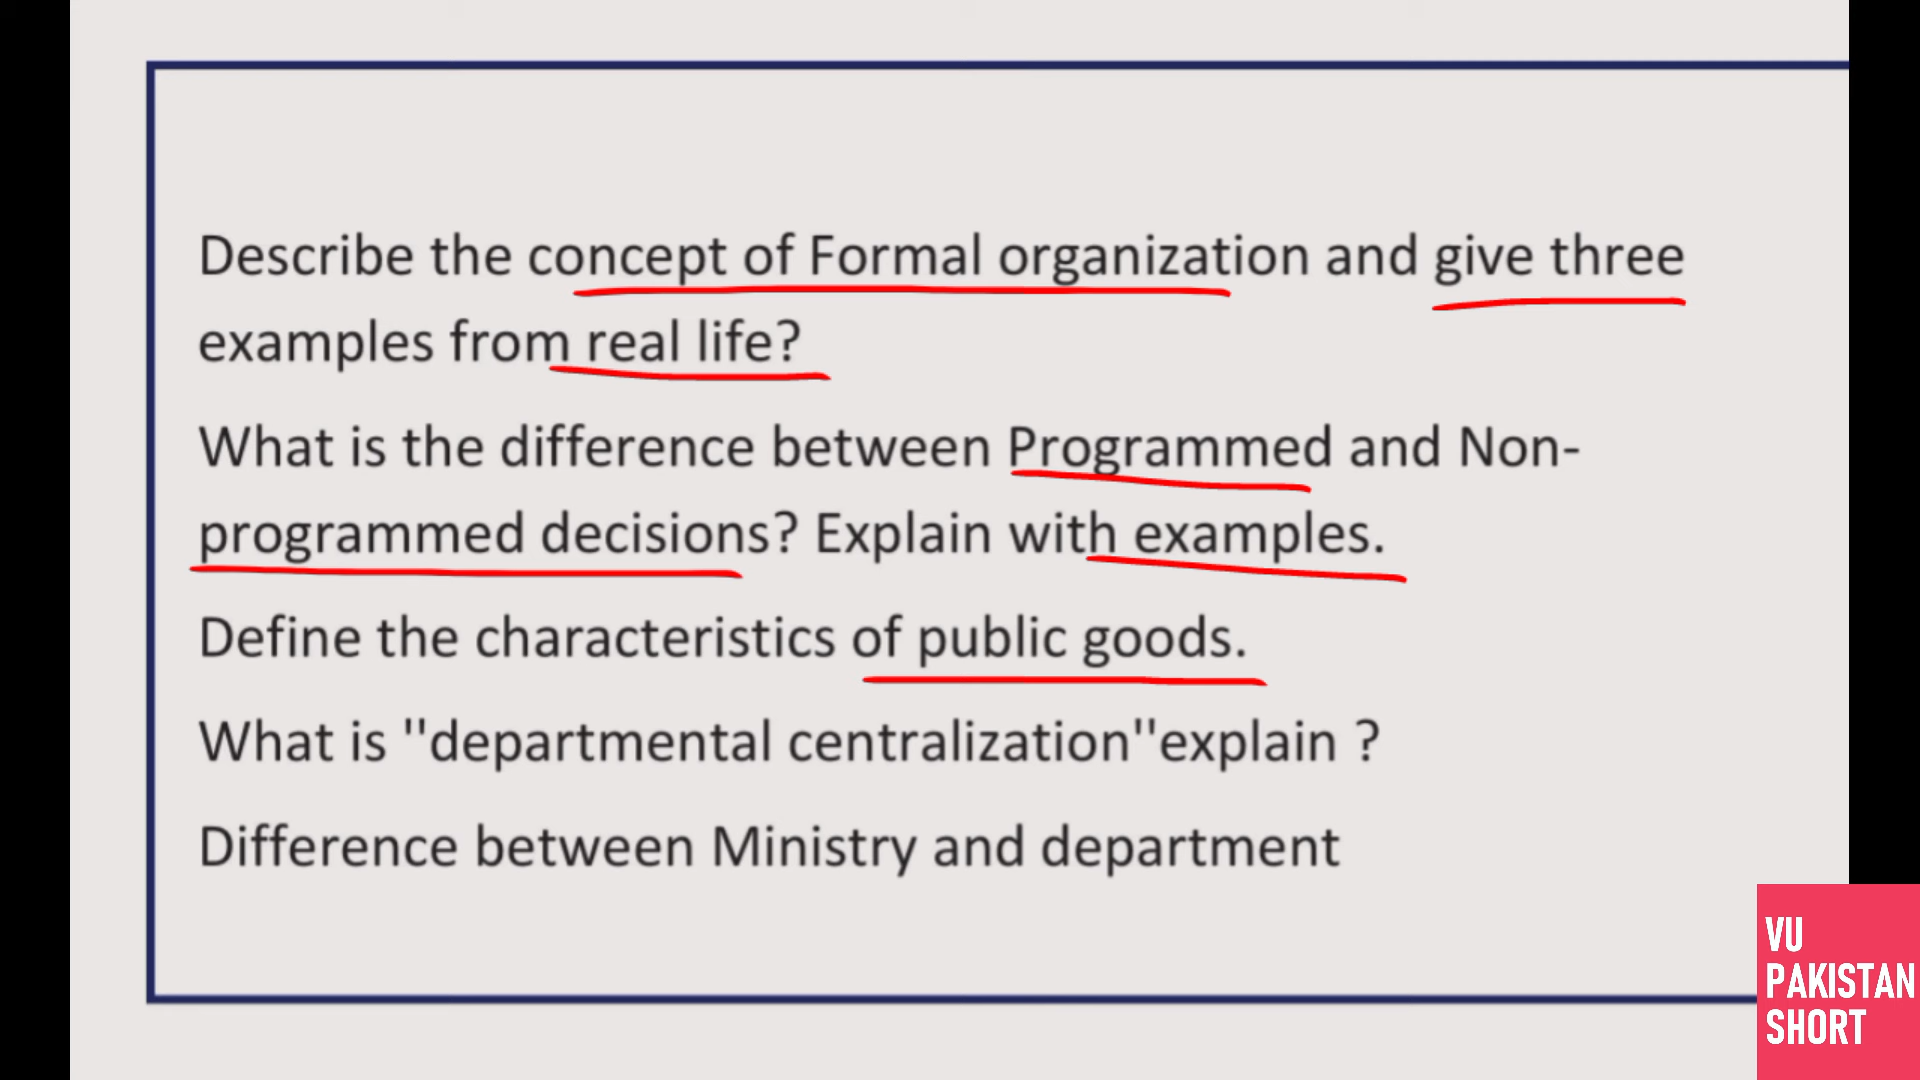 Describe the concept of Formal organization and give three
examples from real life?
What is the difference between Programmed and Non-
programmed decisions? Explain with examples.
Define the characteristics of public goods.
What is ''departmental centralization''explain ?
Difference between Ministry and department
VU
PAKISTAN
SHORT